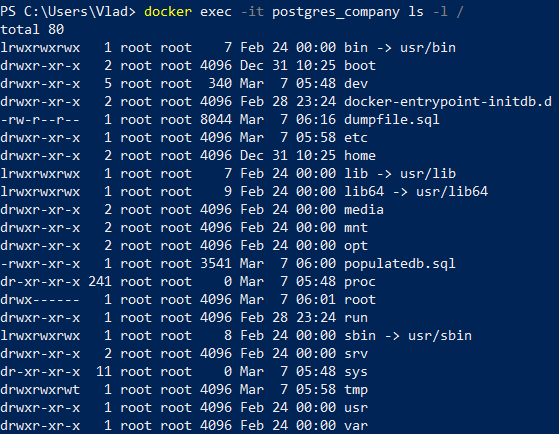 PS C:\Users\Vlad> docker exec -it postgres_company ls -l /
total 80
lrwxrwxrwx   1 root root    7 Feb 24 00:00 bin -> usr/bin
drwxr-xr-x   2 root root 4096 Dec 31 10:25 boot
drwxr-xr-x   5 root root  340 Mar  7 05:48 dev
drwxr-xr-x   2 root root 4096 Feb 28 23:24 docker-entrypoint-initdb.d
-rw-r--r--   1 root root 8044 Mar  7 06:16 dumpfile.sql
drwxr-xr-x   1 root root 4096 Mar  7 05:58 etc
drwxr-xr-x   2 root root 4096 Dec 31 10:25 home
lrwxrwxrwx   1 root root    7 Feb 24 00:00 lib -> usr/lib
lrwxrwxrwx   1 root root    9 Feb 24 00:00 lib64 -> usr/lib64
drwxr-xr-x   2 root root 4096 Feb 24 00:00 media
drwxr-xr-x   2 root root 4096 Feb 24 00:00 mnt
drwxr-xr-x   2 root root 4096 Feb 24 00:00 opt
-rwxr-xr-x   1 root root 3541 Mar  7 06:00 populatedb.sql
dr-xr-xr-x 241 root root    0 Mar  7 05:48 proc
drwx------   1 root root 4096 Mar  7 06:01 root
drwxr-xr-x   1 root root 4096 Feb 28 23:24 run
lrwxrwxrwx   1 root root    8 Feb 24 00:00 sbin -> usr/sbin
drwxr-xr-x   2 root root 4096 Feb 24 00:00 srv
dr-xr-xr-x  11 root root    0 Mar  7 05:48 sys
drwxrwxrwt   1 root root 4096 Mar  7 05:58 tmp
drwxr-xr-x   1 root root 4096 Feb 24 00:00 usr
drwxr-xr-x   1 root root 4096 Feb 24 00:00 var